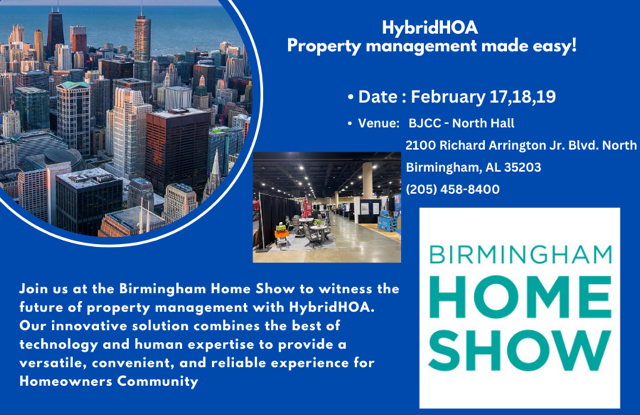 HybridHOA
Property management made easy!
• Date : February 17,18,19
• Venue: BJCC - North Hall
2100 Richard Arrington Jr. Blvd. North
Birmingham, AL 35203
(205) 458-8400
BIRMINGHAM
HOME
SHOW
Join us at the Birmingham Home Show to witness the
future of property management with HybridHOA.
Our innovative solution combines the best of
technology and human expertise to provide a
versatile, convenient, and reliable experience for
Homeowners Community